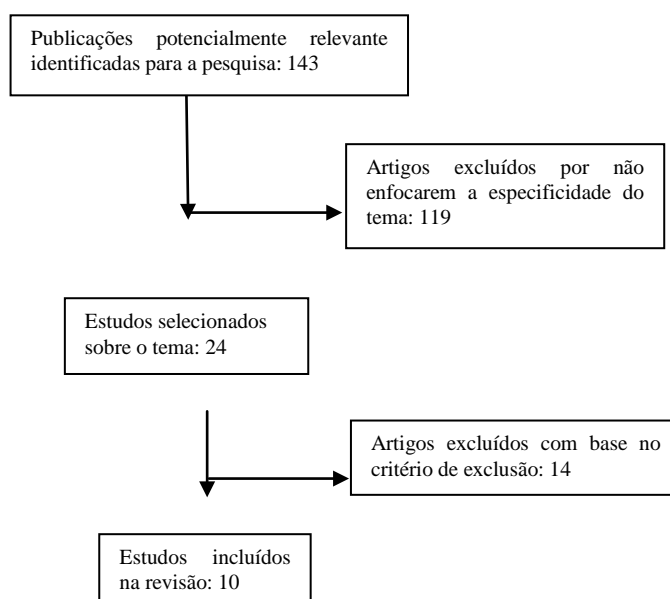 Publicações potencialmente relevante
identificadas para a pesquisa: 143
Artigos excluídos por não
enfocarem a especificidade do
tema: 119
Estudos selecionados
sobre o tema: 24
Artigos excluídos com base no
critério de exclusão: 14
Estudos incluídos
na revisão: 10